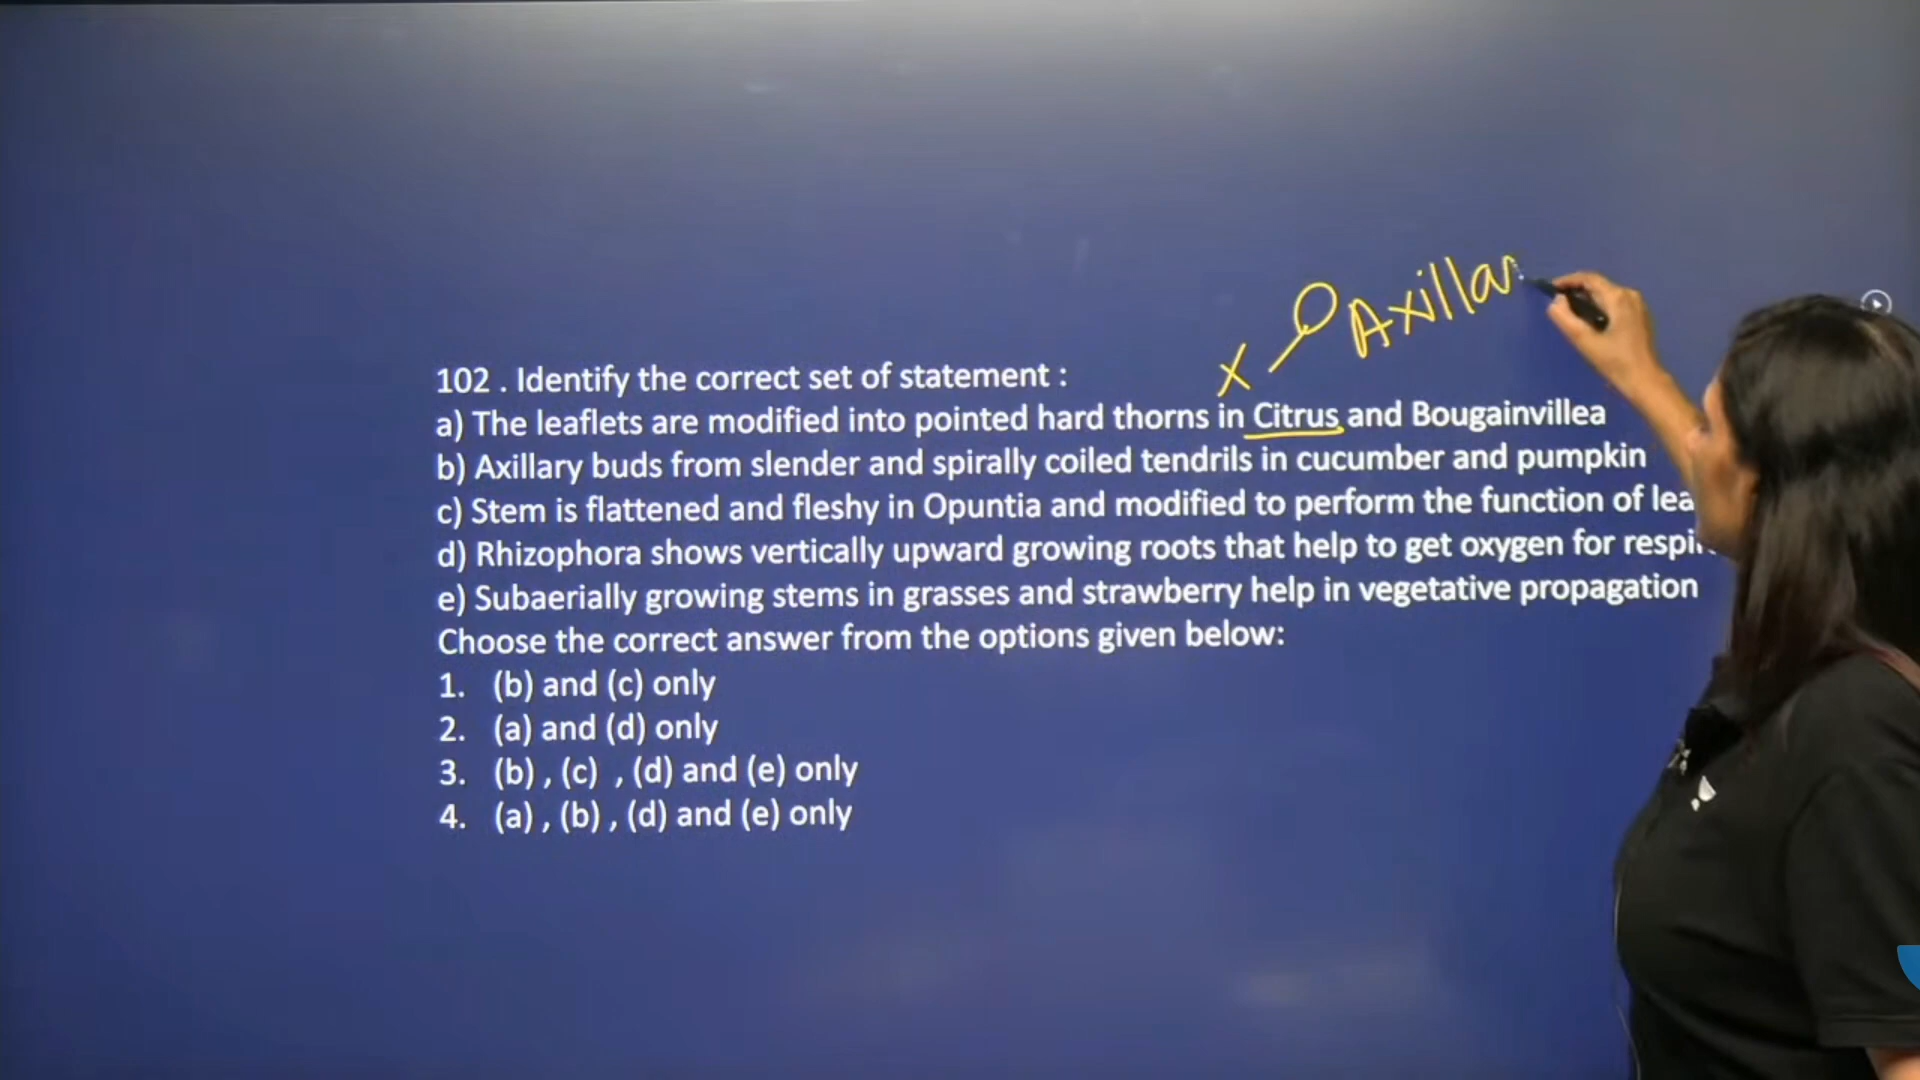 Axillar
x
102 . Identify the correct set of statement :
a) The leaflets are modified into pointed hard thorns in Citrus and Bougainvillea
b) Axillary buds from slender and spirally coiled tendrils in cucumber and pumpkin
c) Stem is flattened and fleshy in Opuntia and modified to perform the function of lea
d) Rhizophora shows vertically upward growing roots that help to get oxygen for respi
e) Subaerially growing stems in grasses and strawberry help in vegetative propagation
Choose the correct answer from the options given below:
1. (b) and (c) only
2. (a) and (d) only
3. (b) , (c) , (d) and (e) only
4. (a) , (b) , (d) and (e) only